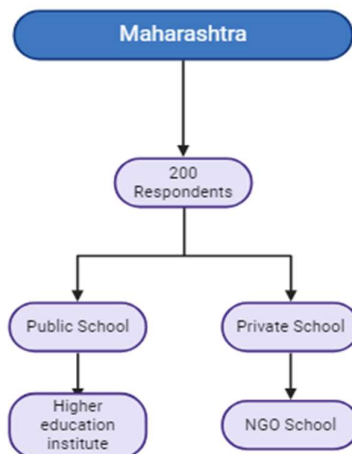 Maharashtra
200
Respondents
Public School
Private School
Higher
education
institute
NGO School